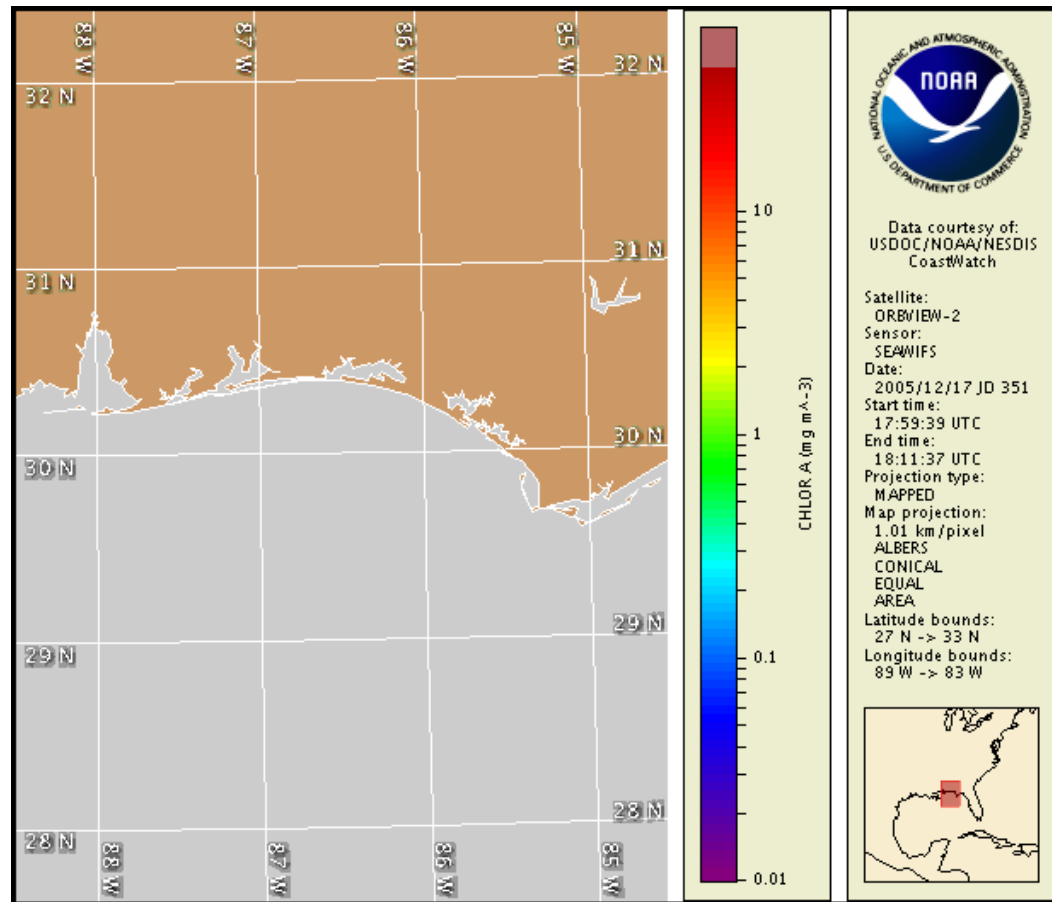 88 W
87 W
86 W
85 W
32 N
32 N
31 N
31 N
30 N
30 N
29 N
29 N
28 N
28 N
88 W
87 W
86 W
85 W
10
1
0.1
0.01
CHLOR A (mg m^-3)
NATIONAL OCEANIC AND ATMOSPHERIC ADMINISTRATION
NOAA
U.S. DEPARTMENT OF COMMERCE
Data courtesy of:
USDOC/NOAA/NESDIS
CoastWatch
Satellite:
ORBVIEW-2
Sensor:
SEAWIFS
Date:
2005/12/17 JD 351
Start time:
17:59:39 UTC
End time:
18:11:37 UTC
Projection type:
MAPPED
Map projection:
1.01 km/pixel
ALBERS
CONICAL
EQUAL
AREA
Latitude bounds:
27 N -> 33 N
Longitude bounds:
89 W -> 83 W